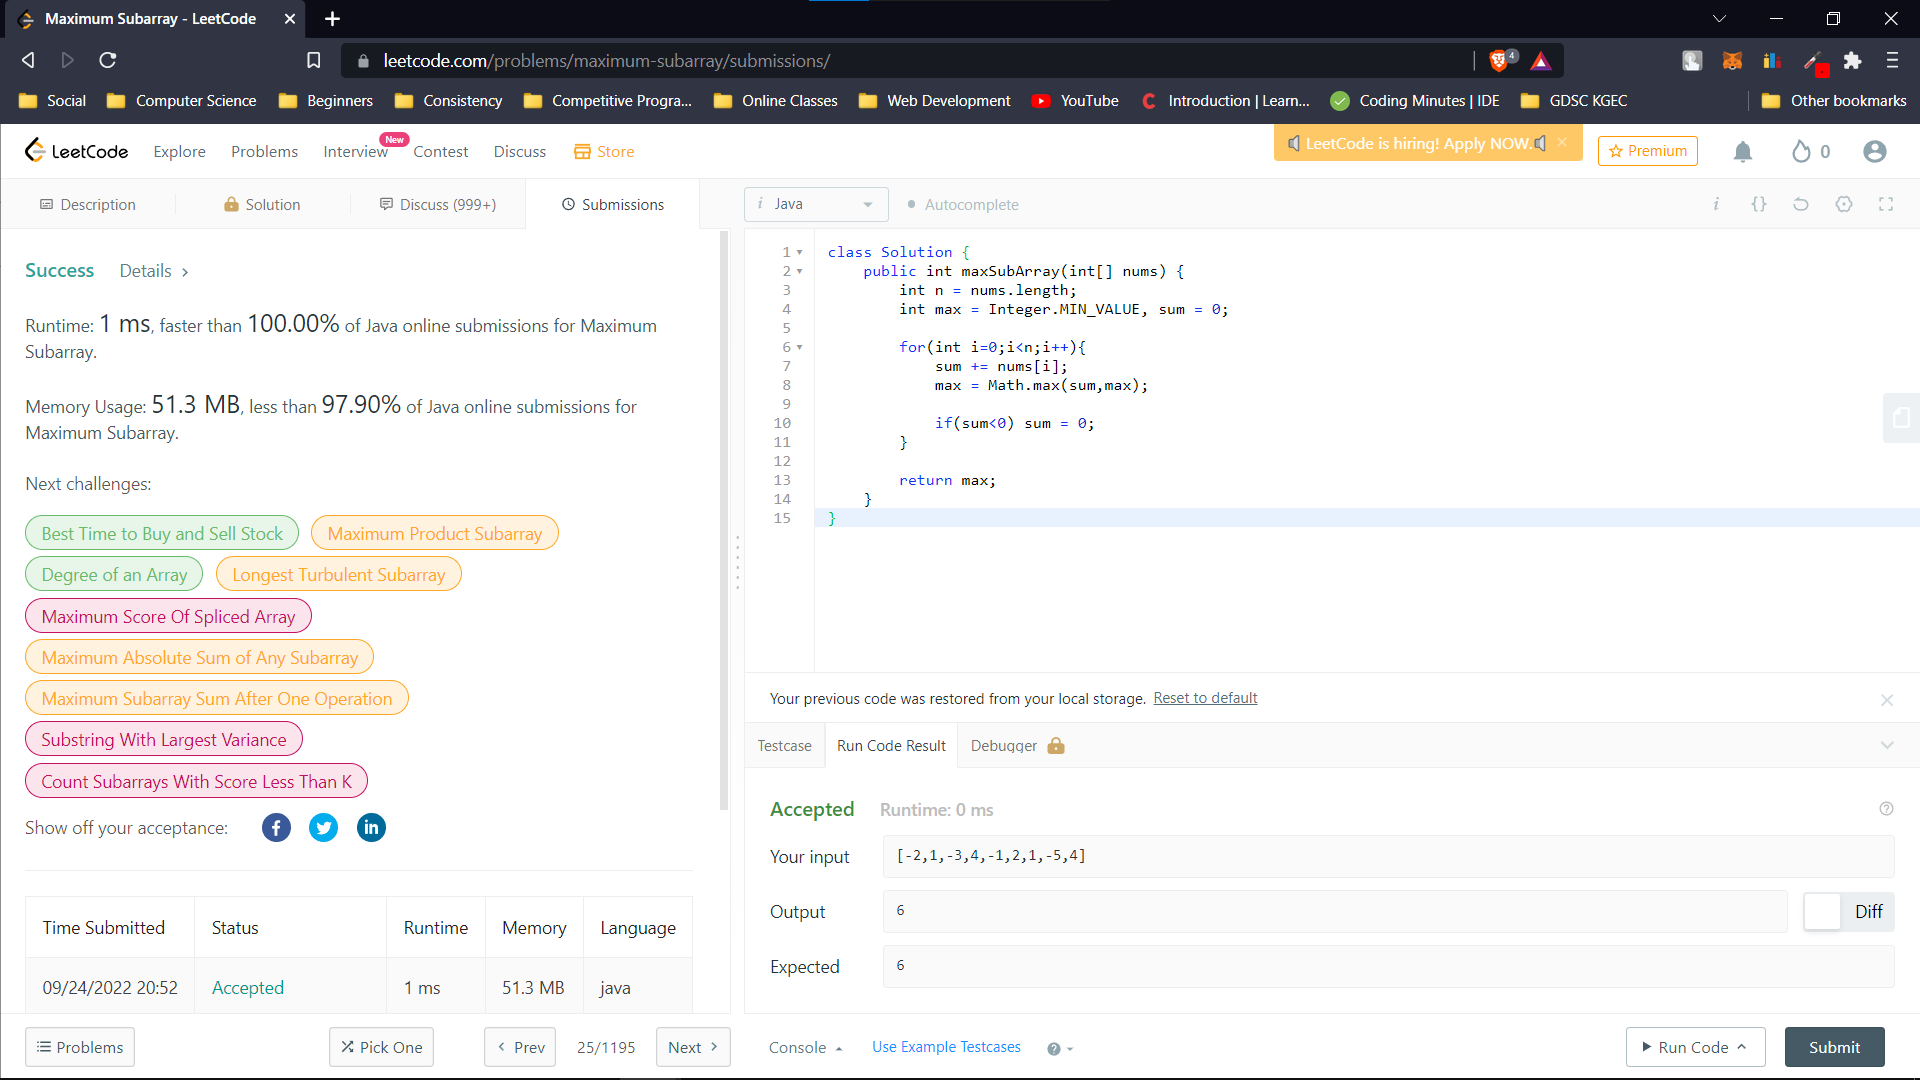 Maximum Subarray - LeetCode
leetcode.com/problems/maximum-subarray/submissions/
4
Social
Computer Science
Beginners
Consistency
Competitive Progra...
Online Classes
Web Development
YouTube
Introduction | Learn...
Coding Minutes | IDE
GDSC KGEC
Other bookmarks
LeetCode
Explore
Problems
Interview
New
Contest
Discuss
Store
LeetCode is hiring! Apply NOW.
Premium
0
Description
Solution
Discuss (999+)
Submissions
Success
Details >
Runtime: 1 ms, faster than 100.00% of Java online submissions for Maximum
Subarray.
Memory Usage: 51.3 MB, less than 97.90% of Java online submissions for
Maximum Subarray.
Next challenges:
Best Time to Buy and Sell Stock
Maximum Product Subarray
Degree of an Array
Longest Turbulent Subarray
Maximum Score Of Spliced Array
Maximum Absolute Sum of Any Subarray
Maximum Subarray Sum After One Operation
Substring With Largest Variance
Count Subarrays With Score Less Than K
Show off your acceptance:
Time Submitted Status Runtime Memory Language
09/24/2022 20:52 Accepted 1 ms 51.3 MB java
Problems
Pick One
Prev
25/1195
Next
i Java
Autocomplete
i {}
1 class Solution {
2 public int maxSubArray(int[] nums) {
3 int n = nums.length;
4 int max = Integer.MIN_VALUE, sum = 0;
5
6 for(int i=0;i<n;i++){
7 sum += nums[i];
8 max = Math.max(sum,max);
9
10 if(sum<0) sum = 0;
11 }
12
13 return max;
14 }
15 }
Your previous code was restored from your local storage. Reset to default
Testcase
Run Code Result
Debugger
Accepted Runtime: 0 ms
Your input [-2,1,-3,4,-1,2,1,-5,4]
Output 6
Diff
Expected 6
Console
Use Example Testcases
Run Code
Submit